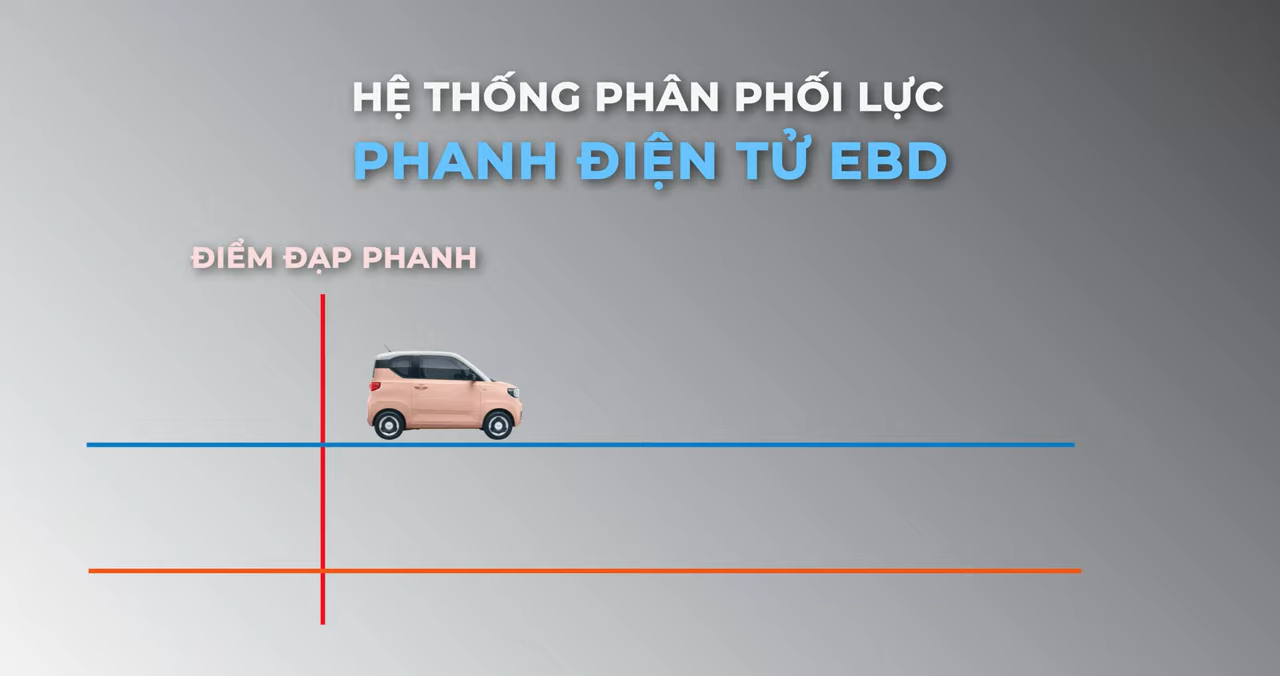 HỆ THỐNG PHÂN PHỐI LỰC
PHANH ĐIỆN TỬ EBD
ĐIỂM ĐẠP PHANH